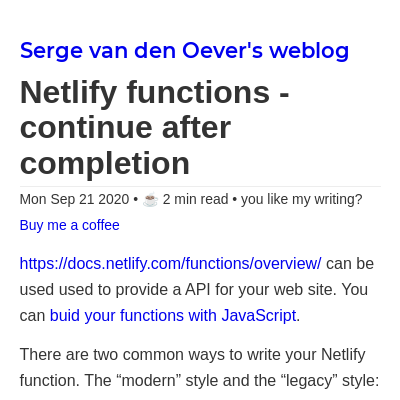 Serge van den Oever's weblog
Netlify functions -
continue after
completion
Mon Sep 21 2020 • ☕ 2 min read • you like my writing?
Buy me a coffee
https://docs.netlify.com/functions/overview/ can be
used used to provide a API for your web site. You
can buid your functions with JavaScript.
There are two common ways to write your Netlify
function. The “modern” style and the “legacy” style: